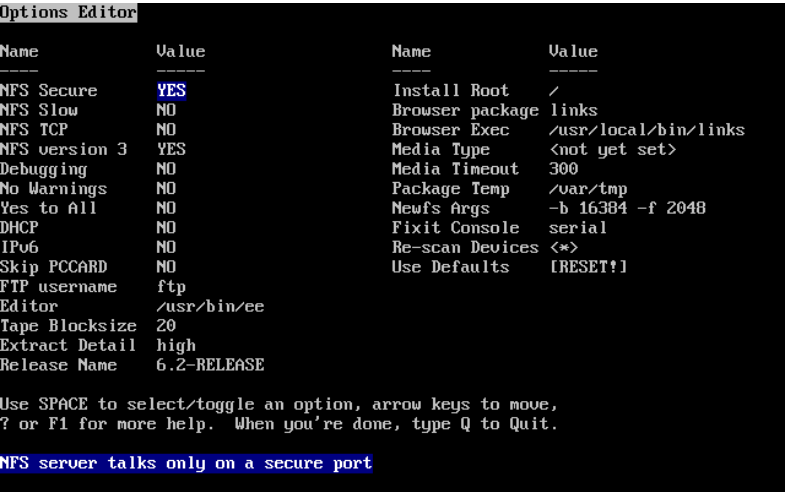 Options Editor
Name Value Name Value
---- ----- ---- -----
NFS Secure YES Install Root /
NFS Slow NO Browser package links
NFS TCP NO Browser Exec /usr/local/bin/links
NFS version 3 YES Media Type <not yet set>
Debugging NO Media Timeout 300
No Warnings NO Package Temp /var/tmp
Yes to All NO Newfs Args -b 16384 -f 2048
DHCP NO Fixit Console serial
IPv6 NO Re-scan Devices <*>
Skip PCCARD NO Use Defaults [RESET!]
FTP username ftp
Editor /usr/bin/ee
Tape Blocksize 20
Extract Detail high
Release Name 6.2-RELEASE
Use SPACE to select/toggle an option, arrow keys to move,
? or F1 for more help. When you're done, type Q to Quit.
NFS server talks only on a secure port